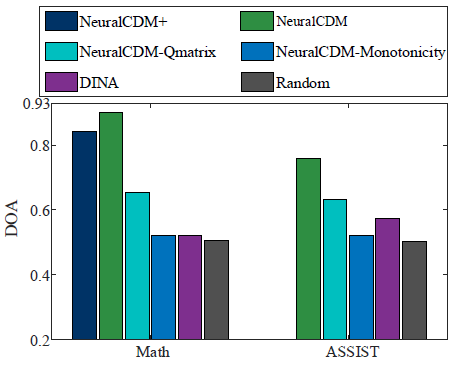 NeuralCDM+ NeuralCDM
NeuralCDM-Qmatrix NeuralCDM-Monotonicity
DINA Random
0.93
0.8
0.6
0.4
0.2
DOA
Math ASSIST